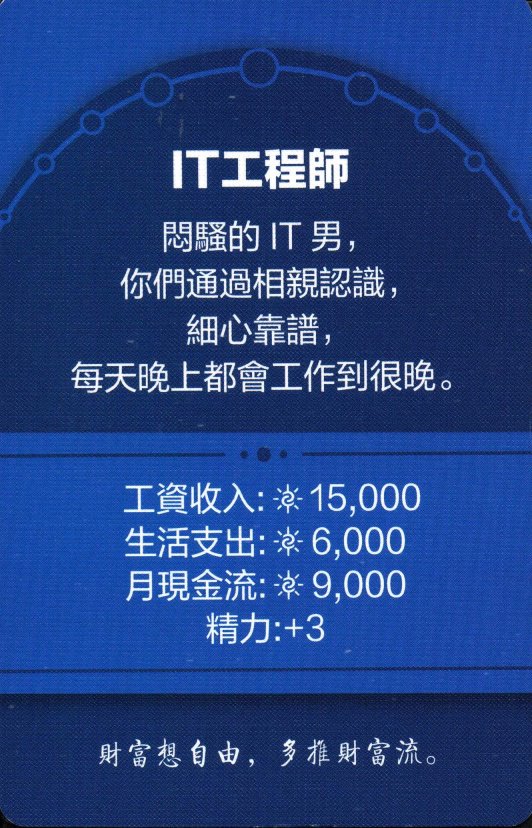 IT工程師
悶騷的 IT 男，
你們通過相親認識，
細心靠譜，
每天晚上都會工作到很晚。
工資收入: 15,000
生活支出: 6,000
月現金流: 9,000
精力:+3
財富想自由，多推財富流。